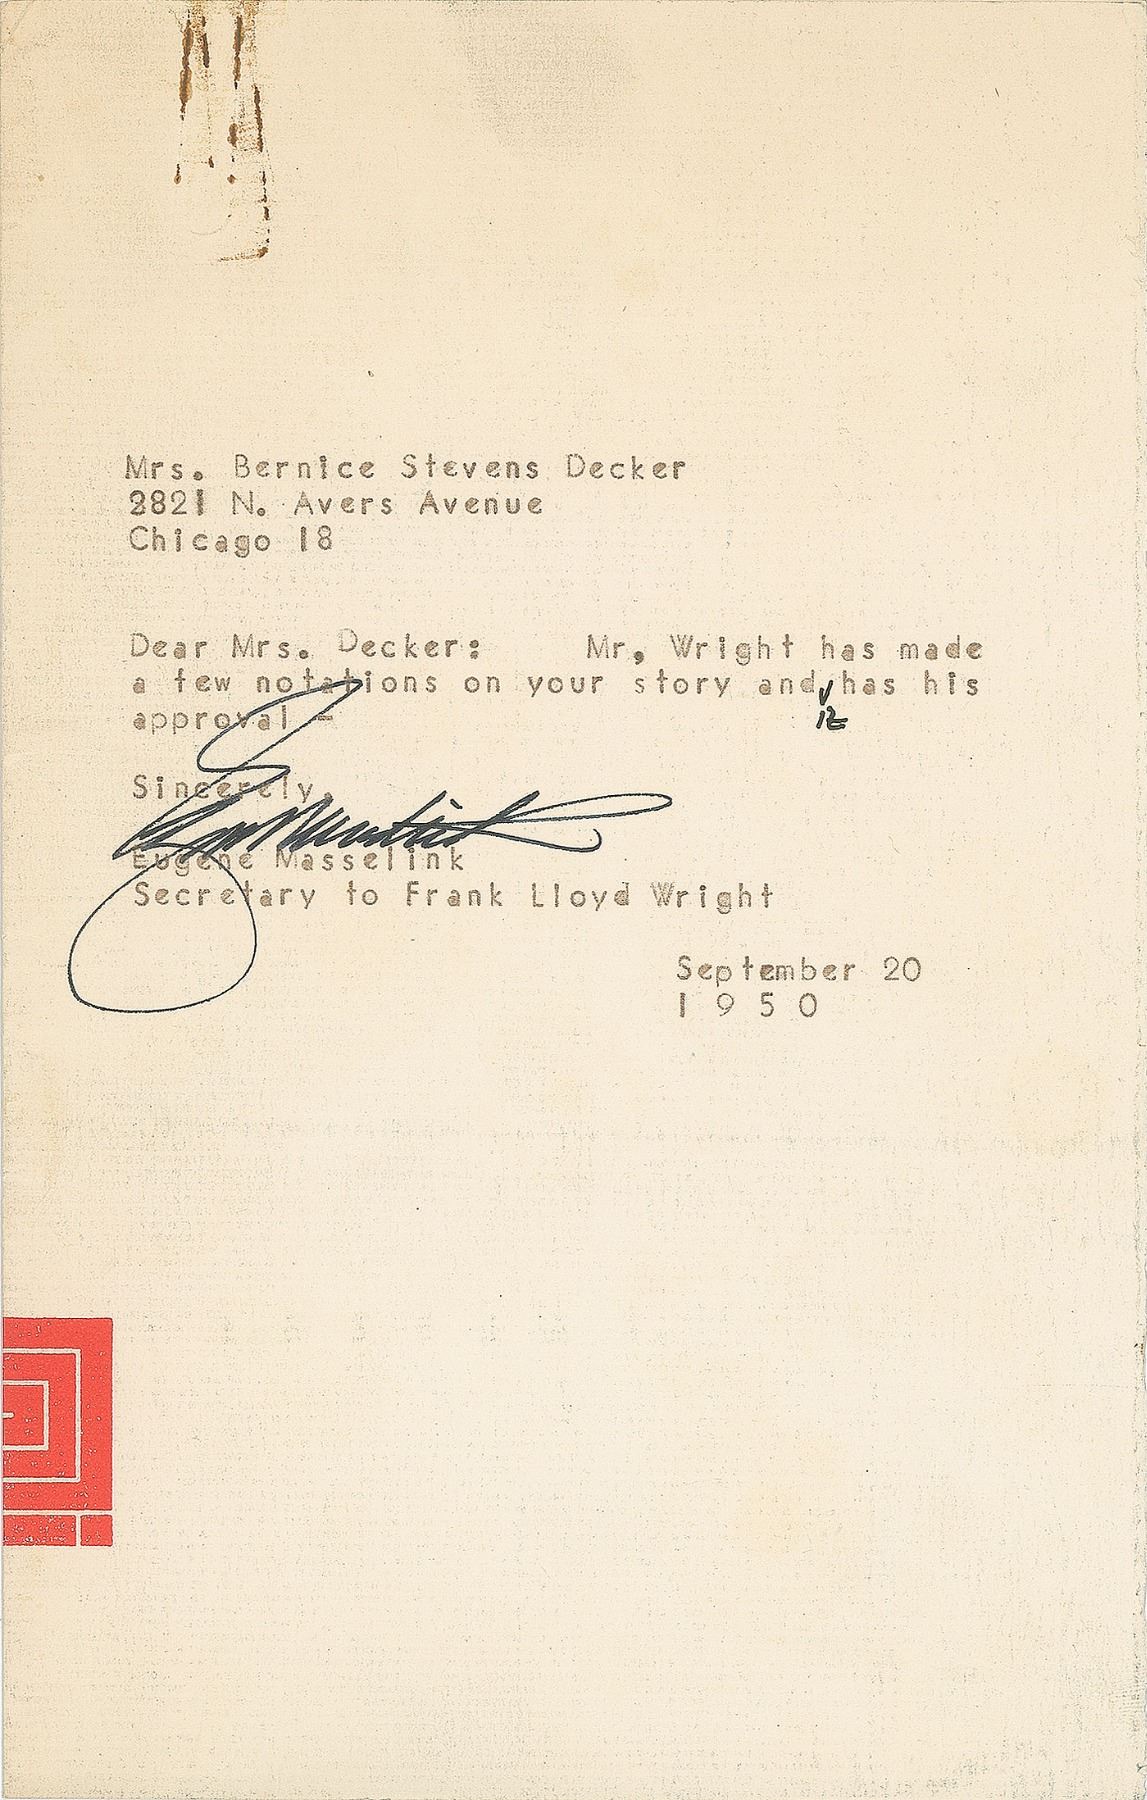 Mrs. Bernice Stevens Decker
2821 N. Avers Avenue
Chicago 18
Dear Mrs. Decker: Mr, Wright has made
a few notations on your story and it has his
approval -
Sincerely,
Eugene Masselink
Secretary to Frank Lloyd Wright
September 20
1 9 5 0